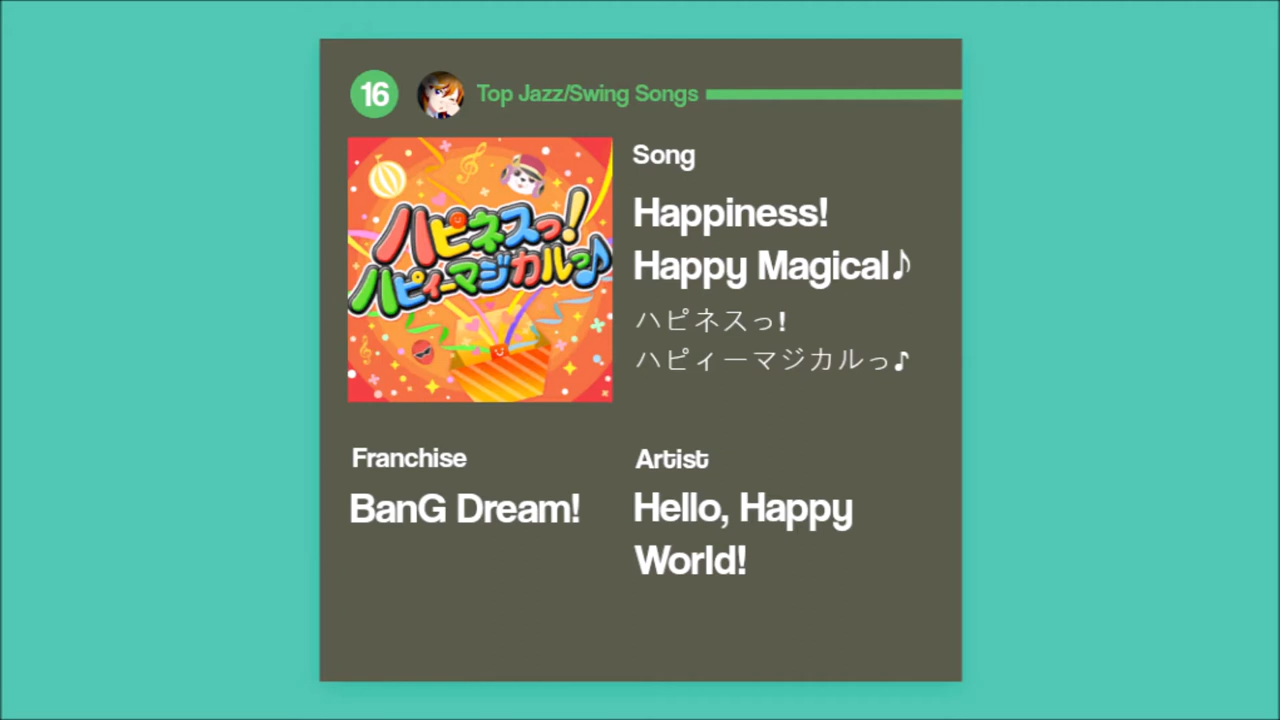 16
Top Jazz/Swing Songs
ハピネスっ!
ハピィーマジカルっ♪
Song
Happiness!
Happy Magical♪
ハピネスっ!
ハピィーマジカルっ♪
Franchise
BanG Dream!
Artist
Hello, Happy
World!